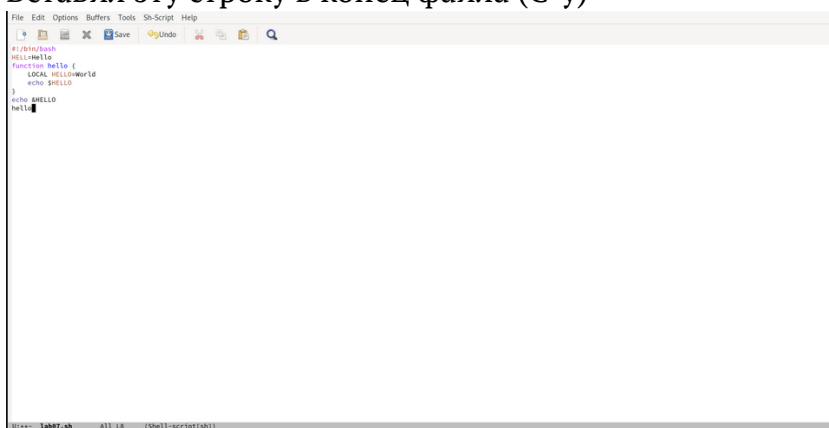 Вставил эту строку в конец файла (C-y)
File Edit Options Buffers Tools Sh-Script Help
Save Undo
#!/bin/bash
HELL=Hello
function hello {
LOCAL HELLO=World
echo $HELLO
}
echo &HELLO
hello
U:**- lab07.sh All L8 (Shell-script[sh])